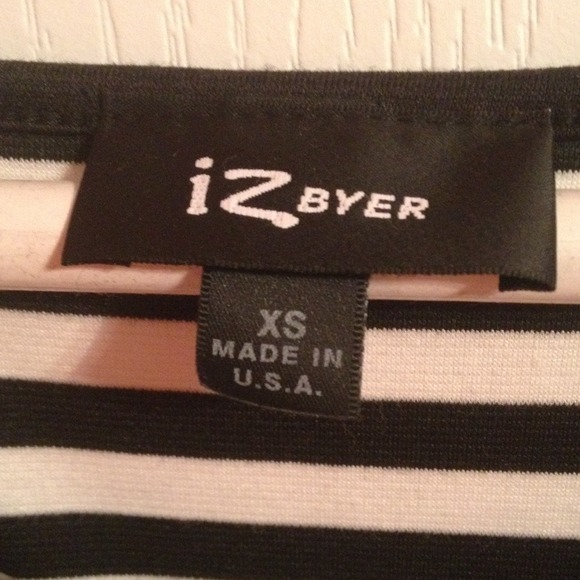 iz BYER
XS
MADE IN
U.S.A.